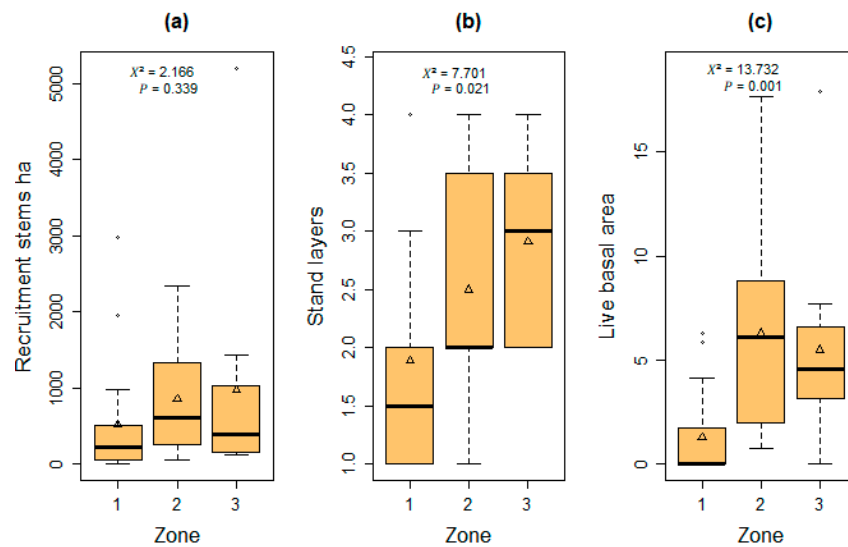 (a)
X² = 2.166
P = 0.339
Recruitment stems ha
0
1000
2000
3000
4000
5000
1
2
3
Zone
(b)
X² = 7.701
P = 0.021
Stand layers
1.0
1.5
2.0
2.5
3.0
3.5
4.0
4.5
1
2
3
Zone
(c)
X² = 13.732
P = 0.001
Live basal area
0
5
10
15
1
2
3
Zone